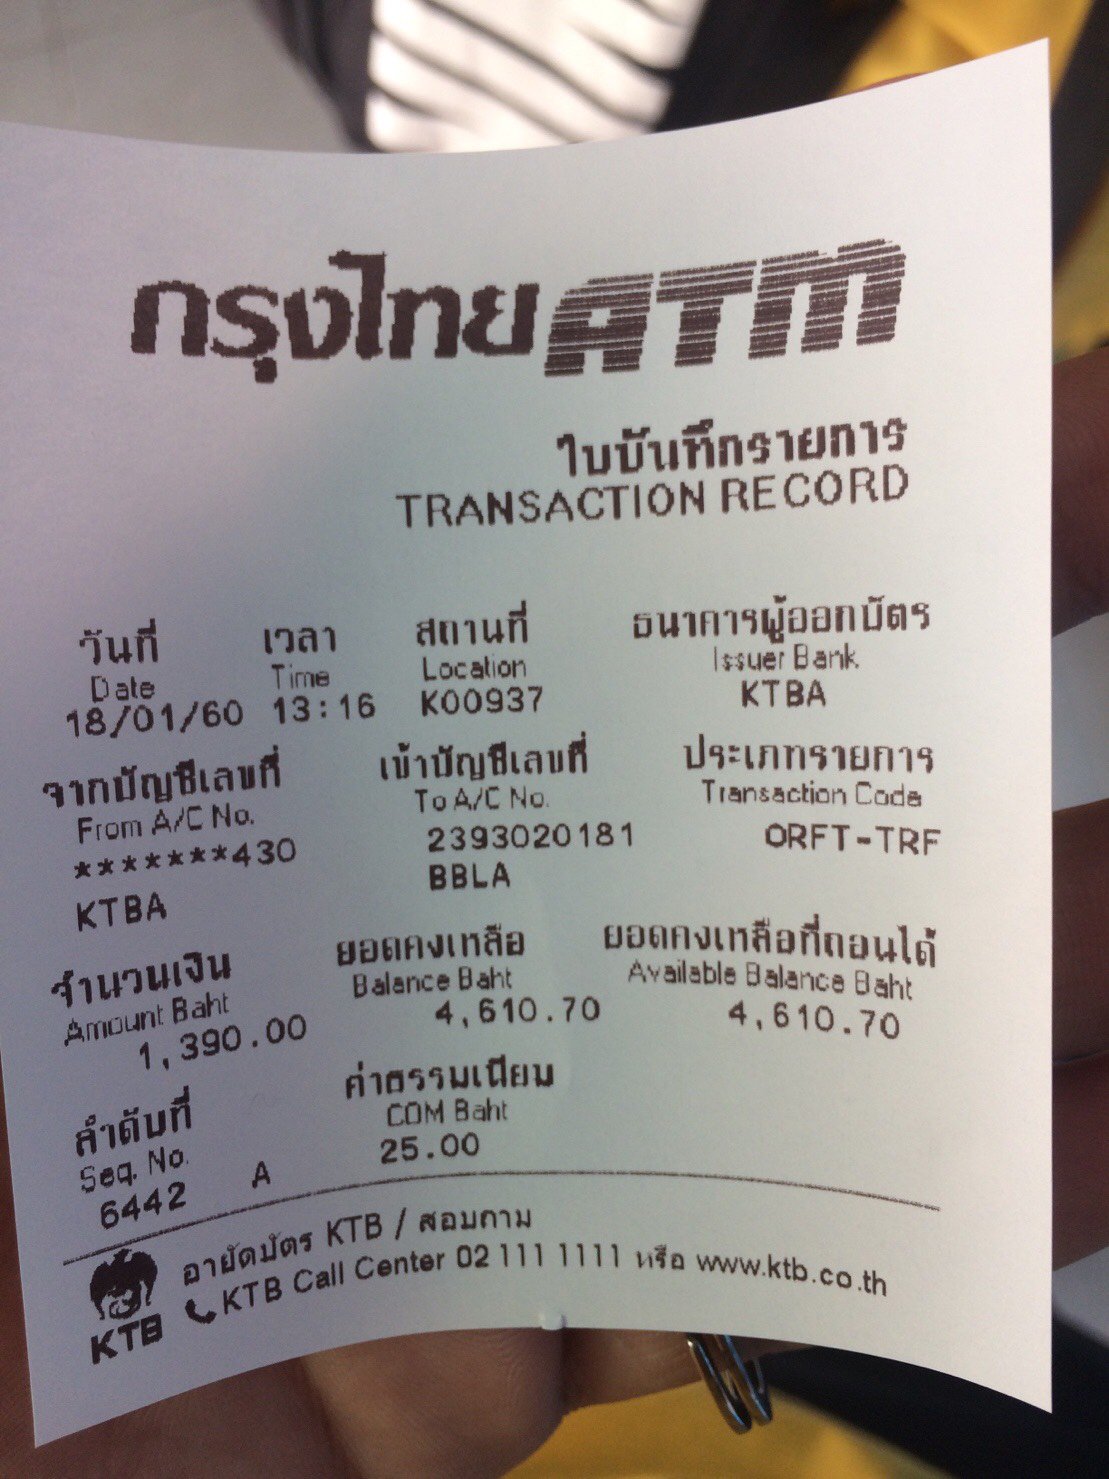 กรุงไทย ATM
ใบบันทึกรายการ
TRANSACTION RECORD
วันที่ เวลา สถานที่ ธนาคารผู้ออกบัตร
Date Time Location Issuer Bank
18/01/60 13:16 K00937 KTBA
จากบัญชีเลขที่ เข้าบัญชีเลขที่ ประเภทรายการ
From A/C No. To A/C No. Transaction Code
*******430 2393020181 ORFT-TRF
KTBA BBLA
จำนวนเงิน ยอดคงเหลือ ยอดคงเหลือที่ถอนได้
Amount Baht Balance Baht Available Balance Baht
1,390.00 4,610.70 4,610.70
ลำดับที่ ค่าธรรมเนียม
Seq. No. COM Baht
6442 A 25.00
อายัดบัตร KTB / สอบถาม
KTB Call Center 02 111 1111 หรือ www.ktb.co.th
KTB